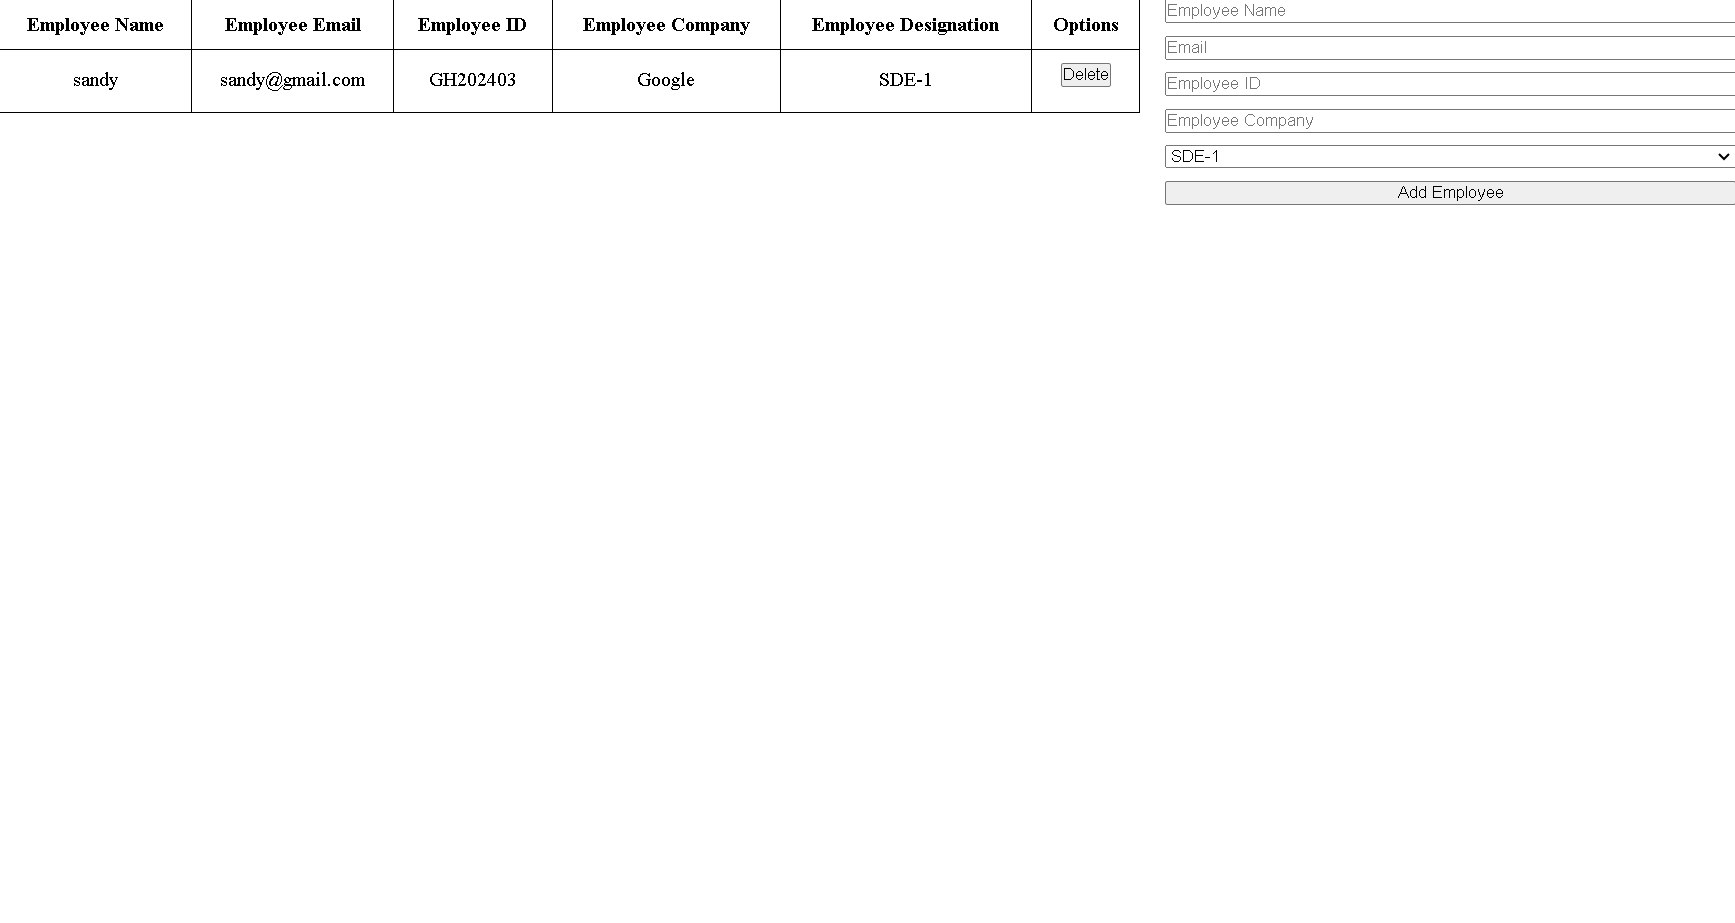 Employee Name Employee Email Employee ID Employee Company Employee Designation Options
sandy sandy@gmail.com GH202403 Google SDE-1 Delete
Employee Name
Email
Employee ID
Employee Company
SDE-1
Add Employee